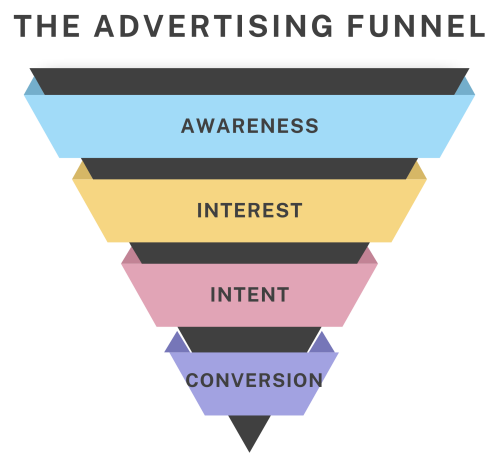 THE ADVERTISING FUNNEL
AWARENESS
INTEREST
INTENT
CONVERSION